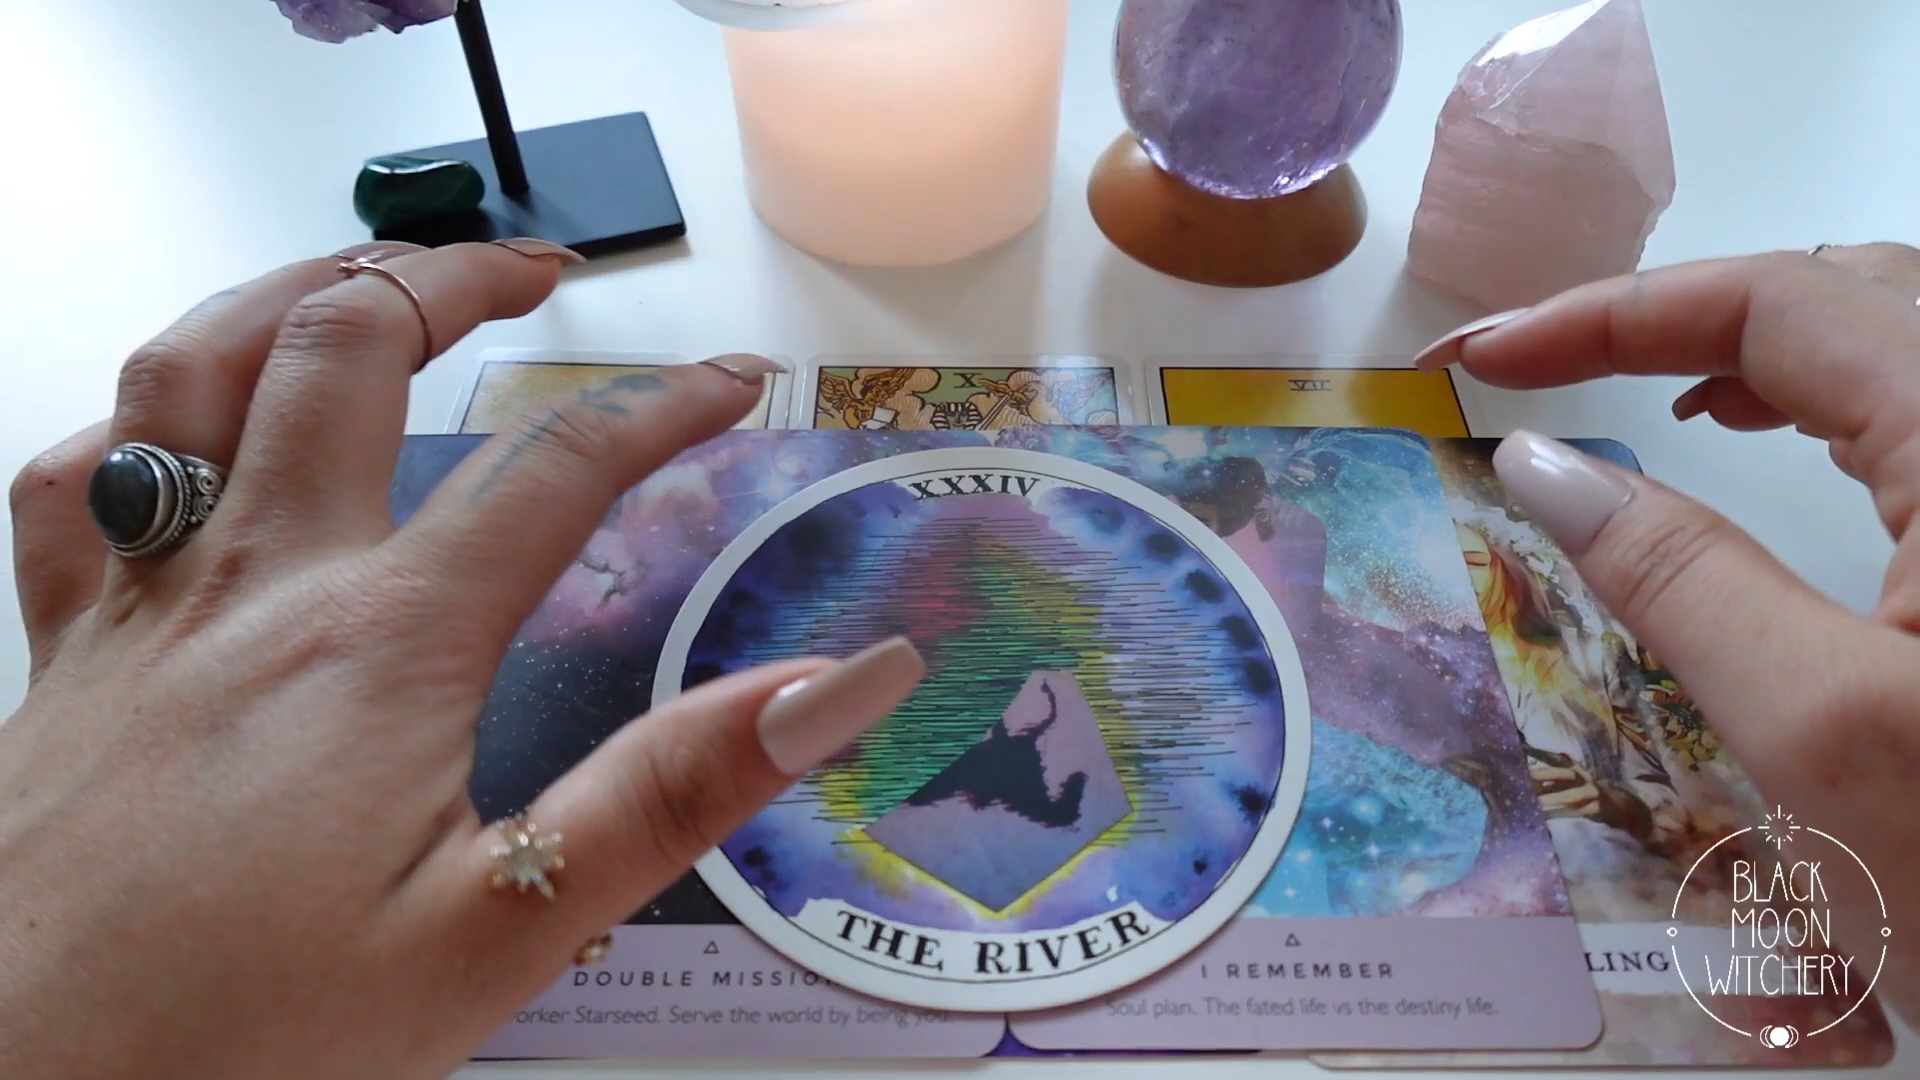 X
VII
XXXIV
THE RIVER
DOUBLE MISSIO
orker Starseed. Serve the world by being you.
I REMEMBER
Soul plan. The fated life vs the destiny life.
LING
BLACK
MOON
WITCHERY